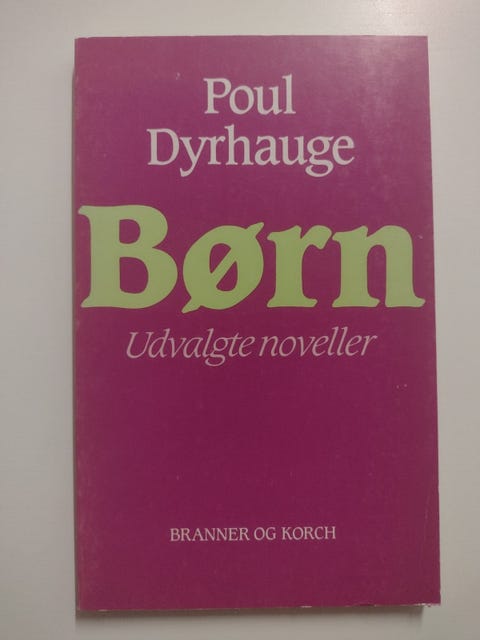 Poul
Dyrhauge
Børn
Udvalgte noveller
BRANNER OG KORCH